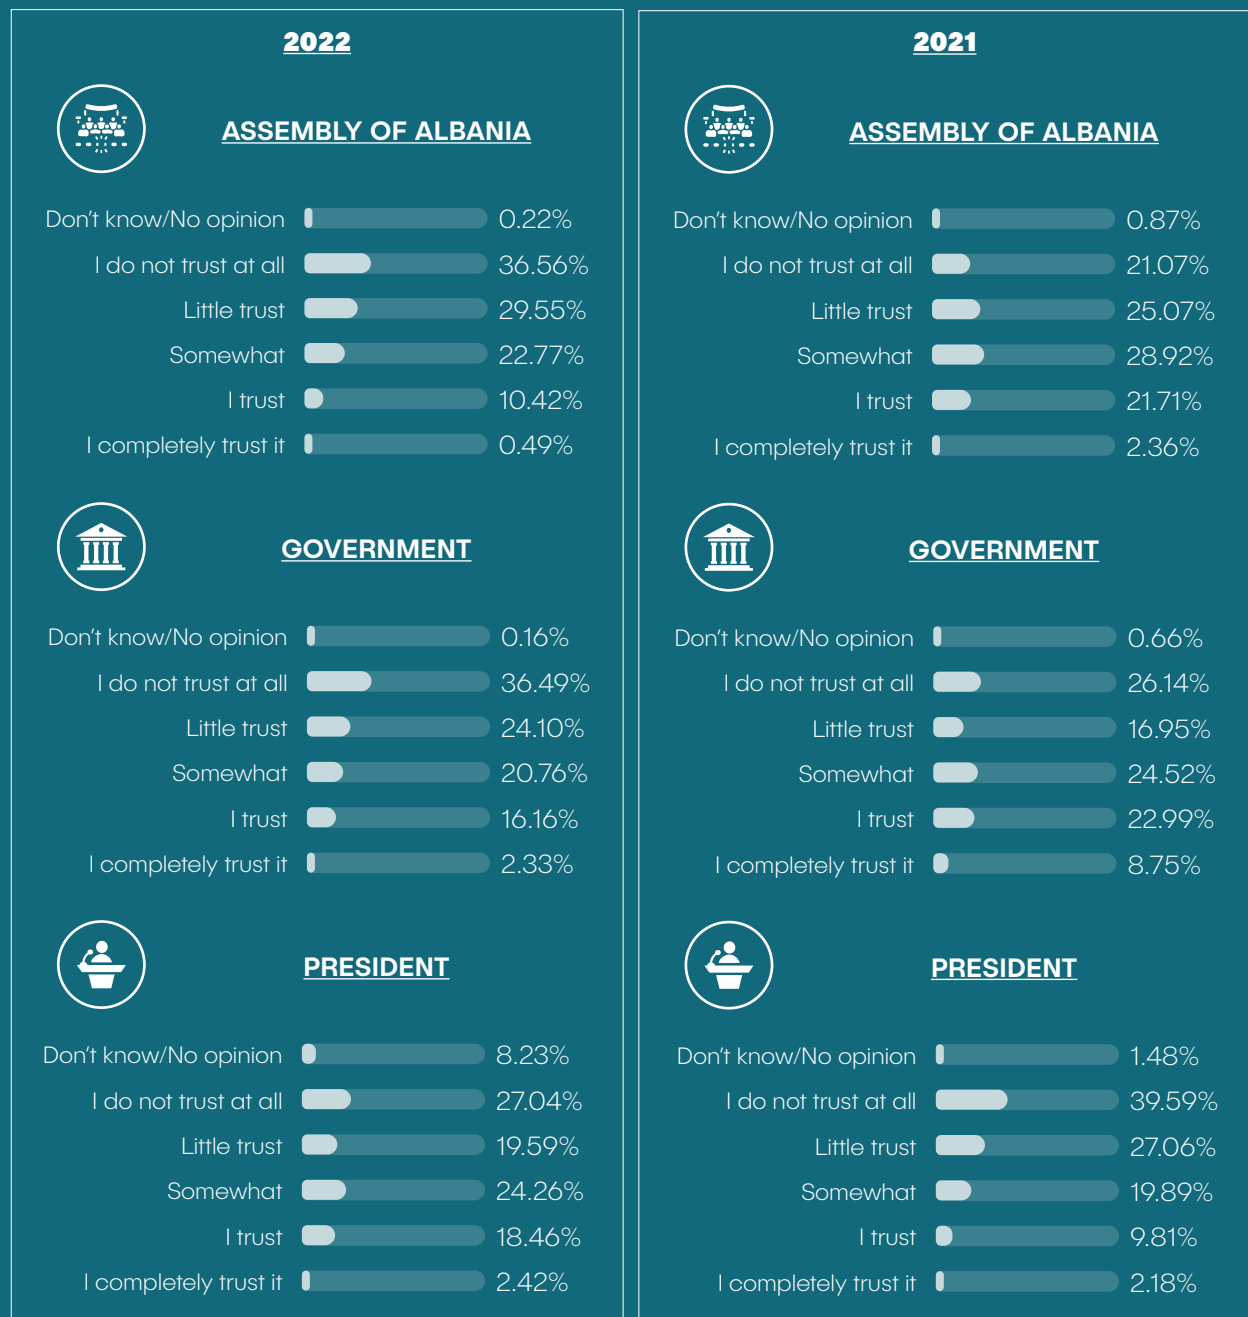 2022
ASSEMBLY OF ALBANIA
Don't know/No opinion 0.22%
I do not trust at all 36.56%
Little trust 29.55%
Somewhat 22.77%
I trust 10.42%
I completely trust it 0.49%
GOVERNMENT
Don't know/No opinion 0.16%
I do not trust at all 36.49%
Little trust 24.10%
Somewhat 20.76%
I trust 16.16%
I completely trust it 2.33%
PRESIDENT
Don't know/No opinion 8.23%
I do not trust at all 27.04%
Little trust 19.59%
Somewhat 24.26%
I trust 18.46%
I completely trust it 2.42%
2021
ASSEMBLY OF ALBANIA
Don't know/No opinion 0.87%
I do not trust at all 21.07%
Little trust 25.07%
Somewhat 28.92%
I trust 21.71%
I completely trust it 2.36%
GOVERNMENT
Don't know/No opinion 0.66%
I do not trust at all 26.14%
Little trust 16.95%
Somewhat 24.52%
I trust 22.99%
I completely trust it 8.75%
PRESIDENT
Don't know/No opinion 1.48%
I do not trust at all 39.59%
Little trust 27.06%
Somewhat 19.89%
I trust 9.81%
I completely trust it 2.18%